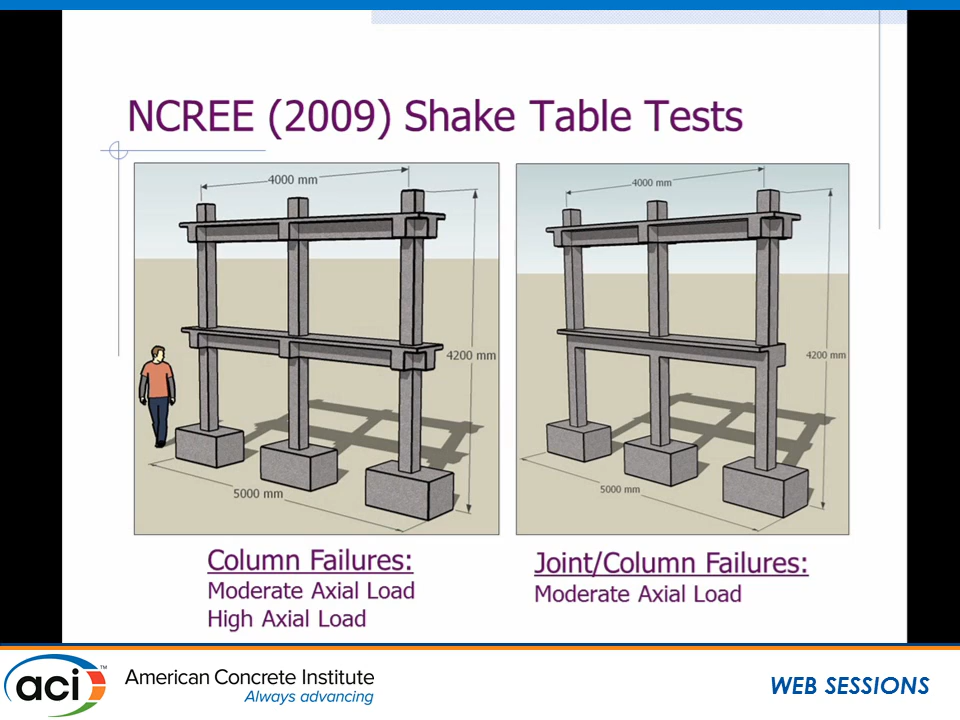 NCREE (2009) Shake Table Tests
4000 mm
4200 mm
5000 mm
4000 mm
4200 mm
5000 mm
Column Failures:
Moderate Axial Load
High Axial Load
Joint/Column Failures:
Moderate Axial Load
aci™
American Concrete Institute
Always advancing
WEB SESSIONS